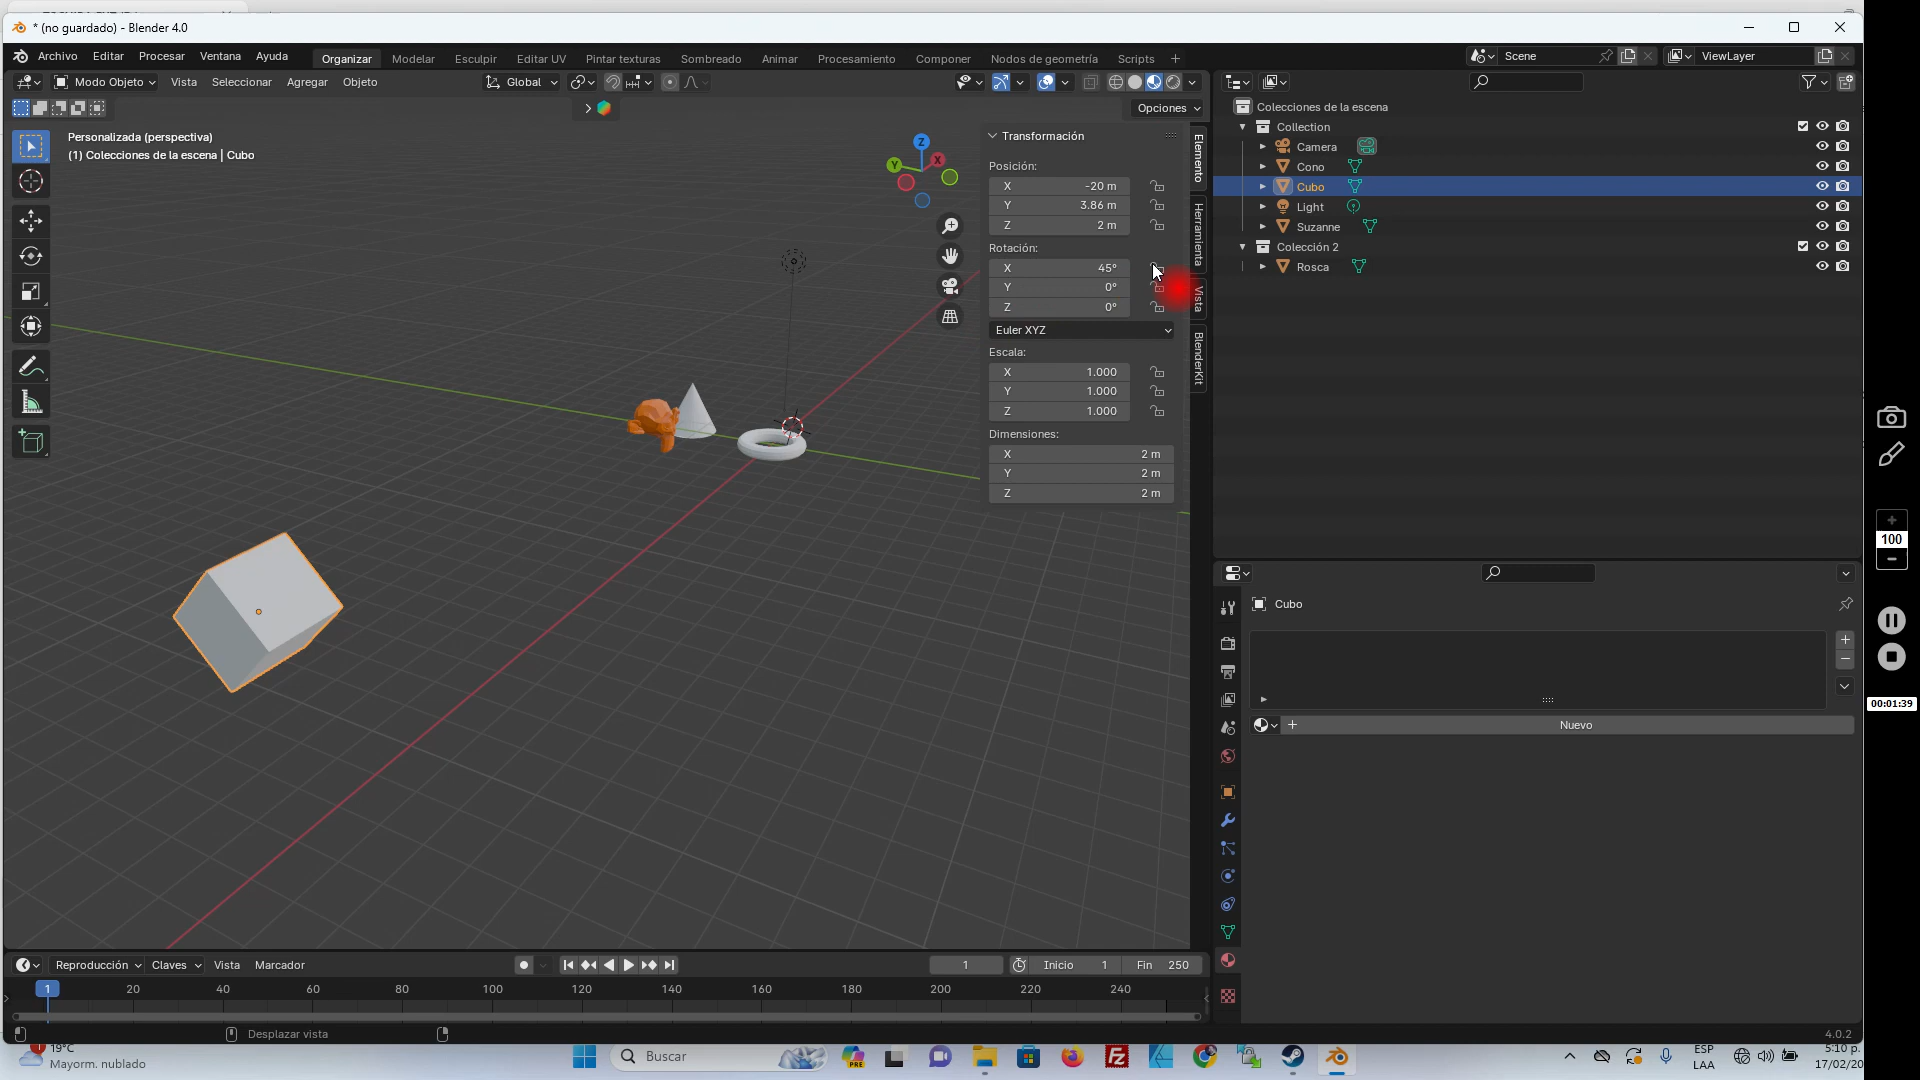 * (no guardado) - Blender 4.0
Archivo Editar Procesar Ventana Ayuda
Organizar Modelar Esculpir Editar UV Pintar texturas Sombreado Animar Procesamiento Componer Nodos de geometría Scripts +
Scene
ViewLayer
Modo Objeto Vista Seleccionar Agregar Objeto
Global
Opciones
Personalizada (perspectiva)
(1) Colecciones de la escena | Cubo
Z
X
Y
Transformación
Posición:
X -20 m
Y 3.86 m
Z 2 m
Rotación:
X 45°
Y 0°
Z 0°
Euler XYZ
Escala:
X 1.000
Y 1.000
Z 1.000
Dimensiones:
X 2 m
Y 2 m
Z 2 m
Elemento
Herramienta
Vista
BlenderKit
Colecciones de la escena
Collection
Camera
Cono
Cubo
Light
Suzanne
Colección 2
Rosca
Cubo
+ Nuevo
100
00:01:39
Reproducción Claves Vista Marcador
1
Inicio 1 Fin 250
1 20 40 60 80 100 120 140 160 180 200 220 240
Desplazar vista
4.0.2
19°C
Mayorm. nublado
Buscar
PRE
ESP
LAA
5:10 p.
17/02/20